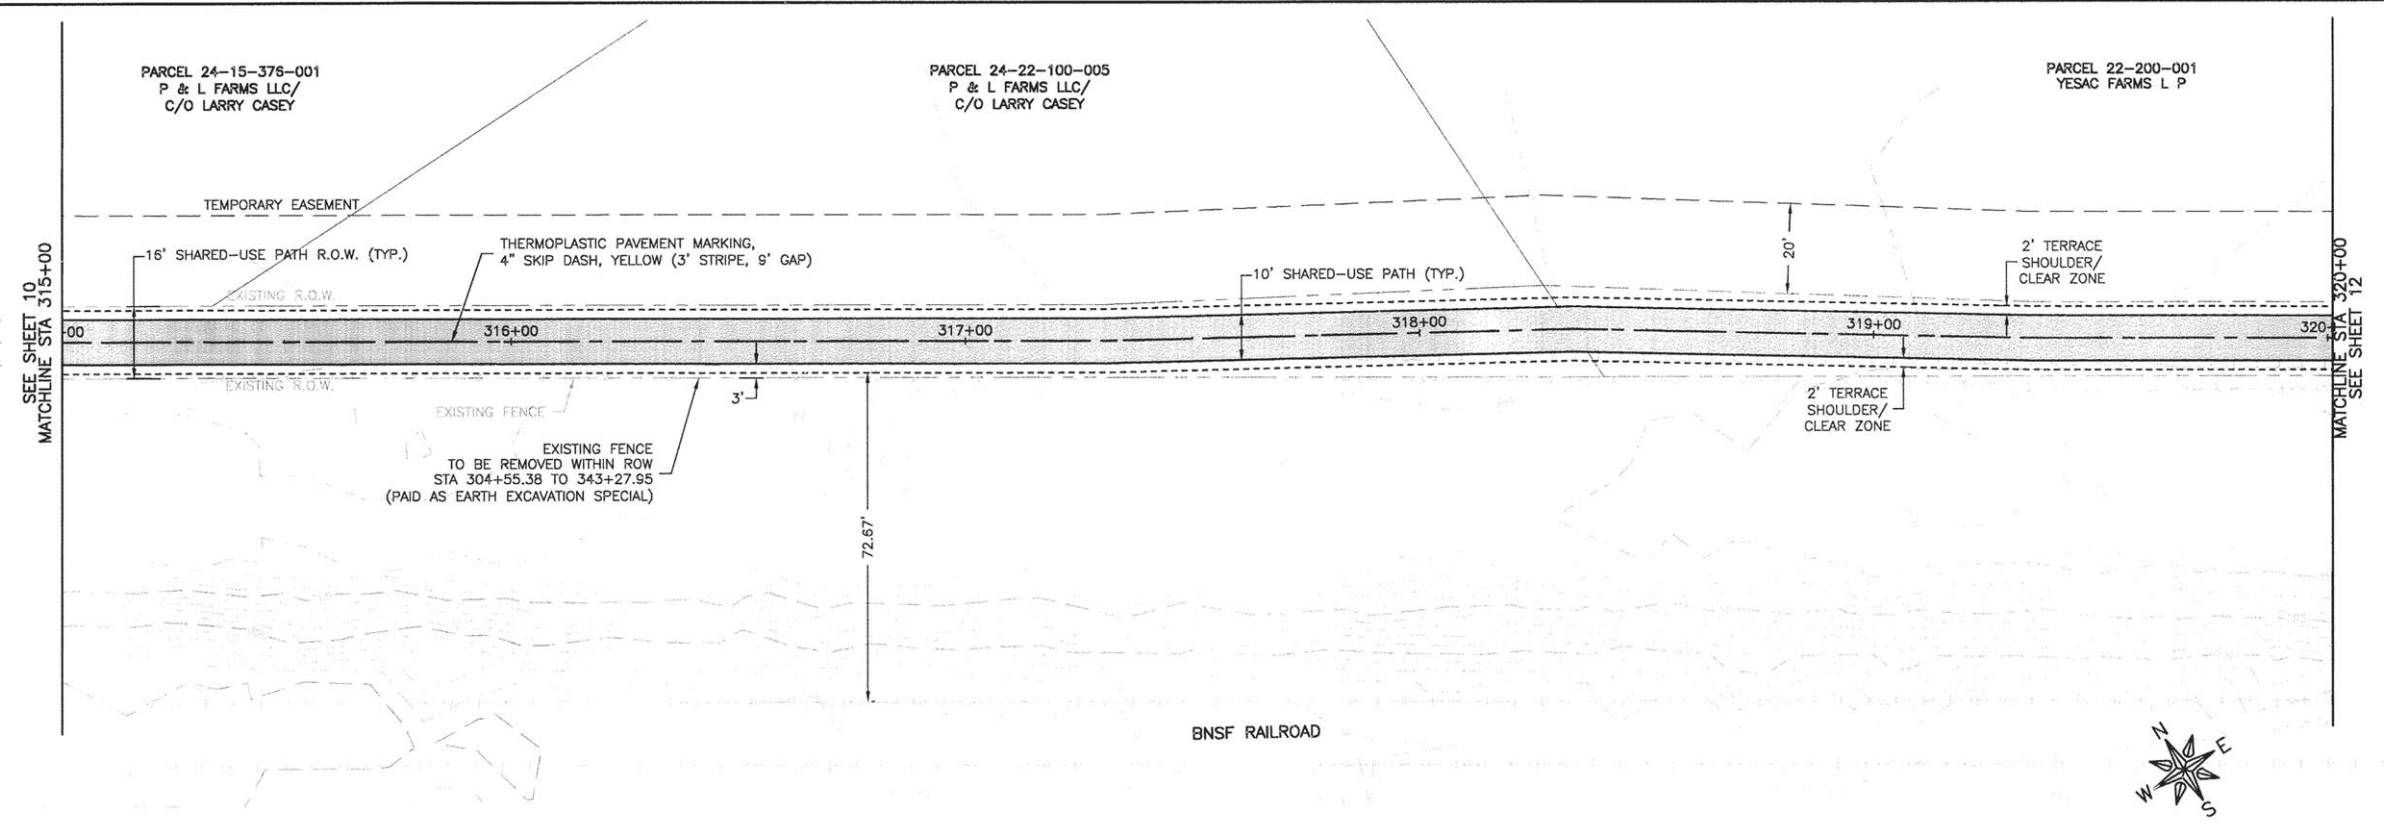 PARCEL 24-15-376-001
P & L FARMS LLC/
C/O LARRY CASEY
PARCEL 24-22-100-005
P & L FARMS LLC/
C/O LARRY CASEY
PARCEL 22-200-001
YESAC FARMS L P
TEMPORARY EASEMENT
16' SHARED-USE PATH R.O.W. (TYP.)
THERMOPLASTIC PAVEMENT MARKING,
4" SKIP DASH, YELLOW (3' STRIPE, 9' GAP)
10' SHARED-USE PATH (TYP.)
20'
2' TERRACE
SHOULDER/
CLEAR ZONE
SEE SHEET 10
MATCHLINE STA 315+00
EXISTING R.O.W.
-00
316+00
317+00
318+00
319+00
320+
MATCHLINE STA 320+00
SEE SHEET 12
EXISTING R.O.W.
EXISTING FENCE
3'
2' TERRACE
SHOULDER/
CLEAR ZONE
EXISTING FENCE
TO BE REMOVED WITHIN ROW
STA 304+55.38 TO 343+27.95
(PAID AS EARTH EXCAVATION SPECIAL)
72.67'
BNSF RAILROAD
N
E
W
S